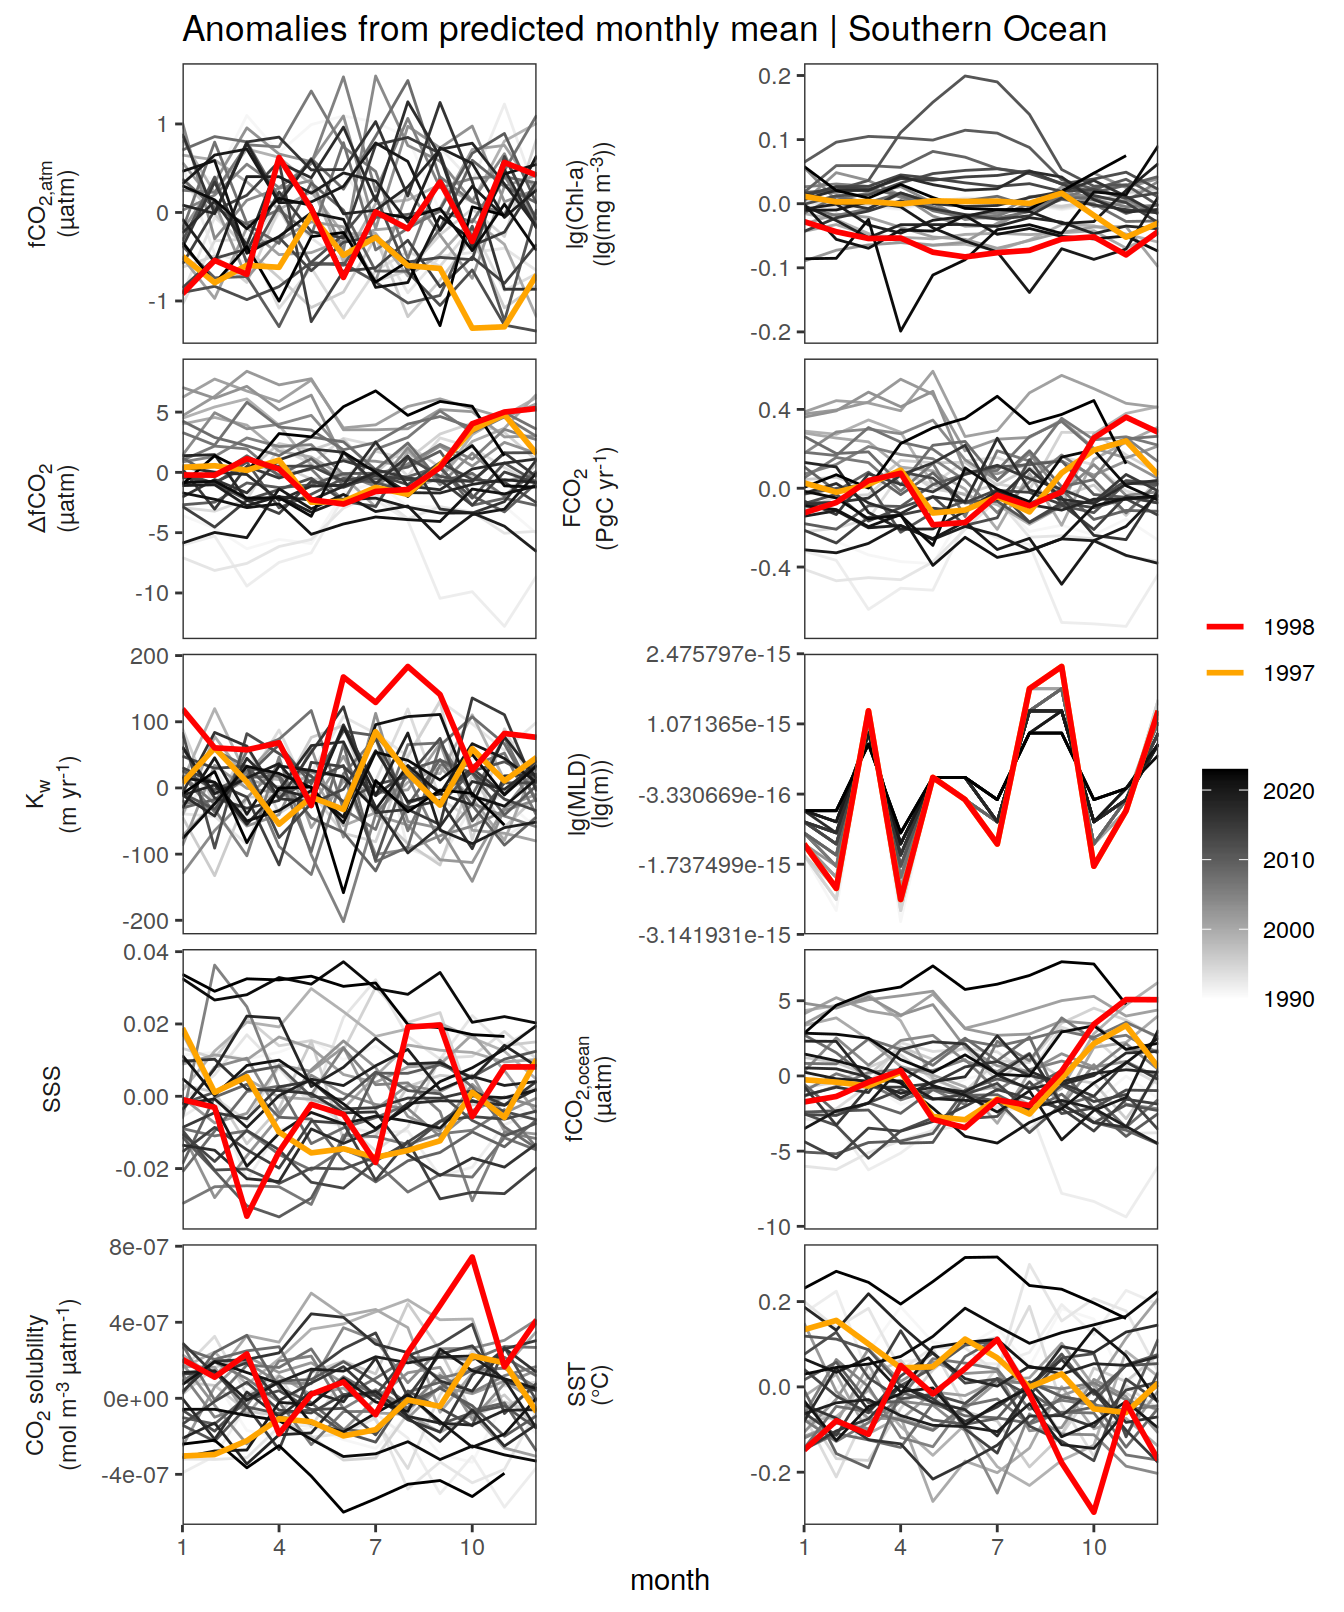 Anomalies from predicted monthly mean | Southern Ocean
fCO2,atm
(µatm)
1
0
-1
lg(Chl-a)
(lg(mg m-3))
0.2
0.1
0.0
-0.1
-0.2
ΔfCO2
(µatm)
5
0
-5
-10
FCO2
(PgC yr-1)
0.4
0.0
-0.4
Kw
(m yr-1)
200
100
0
-100
-200
lg(MLD)
(lg(m))
2.475797e-15
1.071365e-15
-3.330669e-16
-1.737499e-15
-3.141931e-15
SSS
0.04
0.02
0.00
-0.02
fCO2,ocean
(µatm)
5
0
-5
-10
CO2 solubility
(mol m-3 µatm-1)
8e-07
4e-07
0e+00
-4e-07
SST
(°C)
0.2
0.0
-0.2
1 4 7 10
1 4 7 10
month
1998
1997
2020
2010
2000
1990